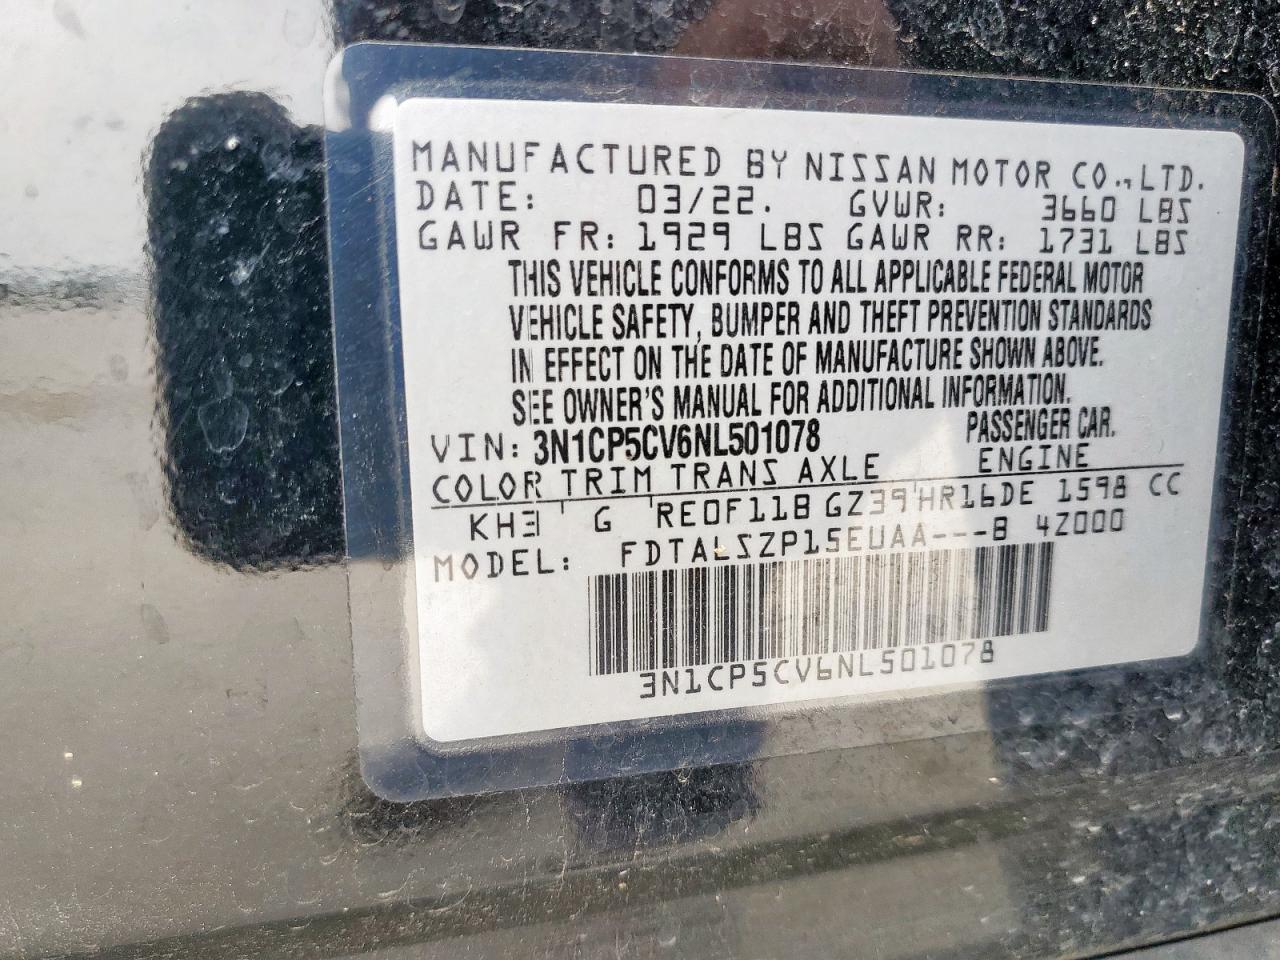 MANUFACTURED BY NISSAN MOTOR CO., LTD.
DATE: 03/22. GVWR: 3660 LBS
GAWR FR: 1929 LBS GAWR RR: 1731 LBS
THIS VEHICLE CONFORMS TO ALL APPLICABLE FEDERAL MOTOR
VEHICLE SAFETY, BUMPER AND THEFT PREVENTION STANDARDS
IN EFFECT ON THE DATE OF MANUFACTURE SHOWN ABOVE.
SEE OWNER'S MANUAL FOR ADDITIONAL INFORMATION.
VIN: 3N1CP5CV6NL501078 PASSENGER CAR.
COLOR TRIM TRANS AXLE ENGINE
KH3 G RE0F11B GZ39 HR16DE 1598 CC
MODEL: FDTALSZP15EUAA---B 4Z000
3N1CP5CV6NL501078